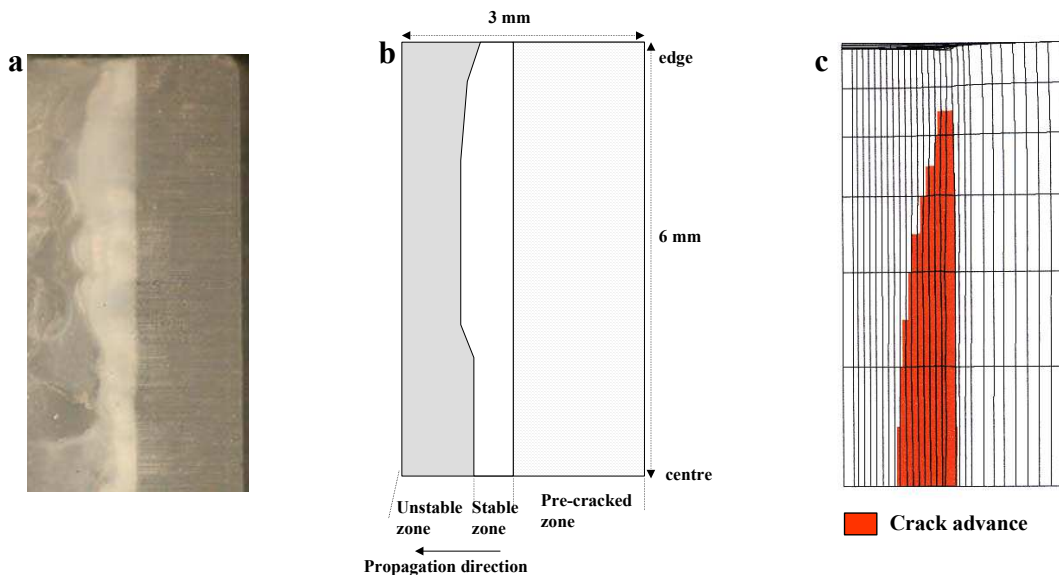 a
b
3 mm
edge
c
6 mm
centre
Unstable zone
Stable zone
Pre-cracked zone
Propagation direction
Crack advance